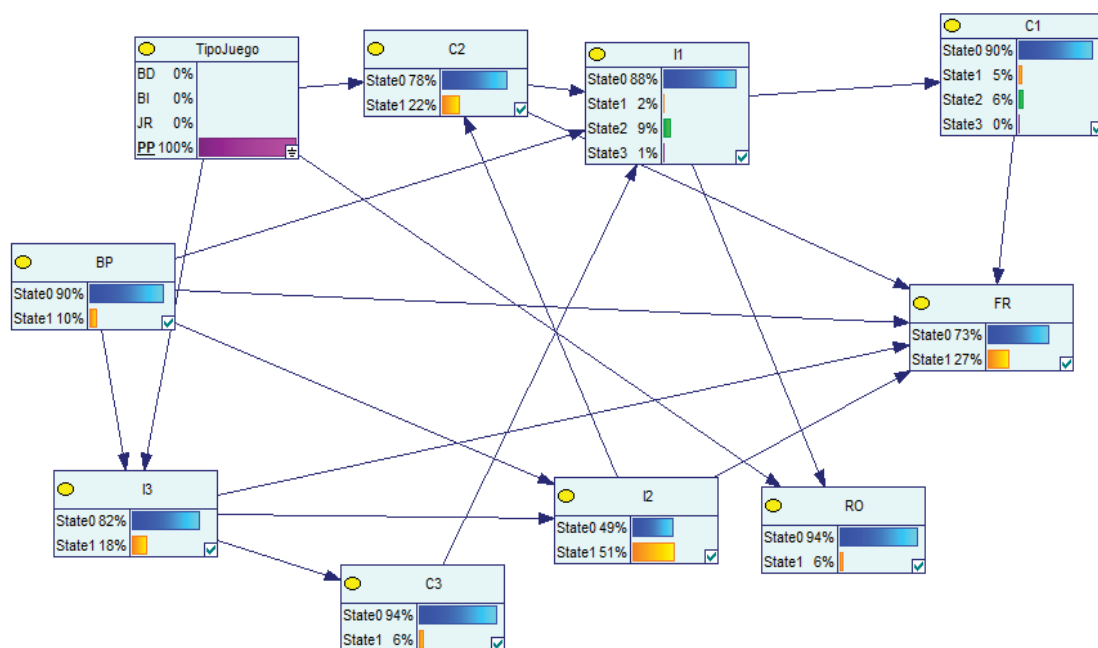 TipoJuego
BD 0%
BI 0%
JR 0%
PP 100%
C2
State0 78%
State1 22%
I1
State0 88%
State1 2%
State2 9%
State3 1%
C1
State0 90%
State1 5%
State2 6%
State3 0%
BP
State0 90%
State1 10%
FR
State0 73%
State1 27%
I3
State0 82%
State1 18%
I2
State0 49%
State1 51%
RO
State0 94%
State1 6%
C3
State0 94%
State1 6%